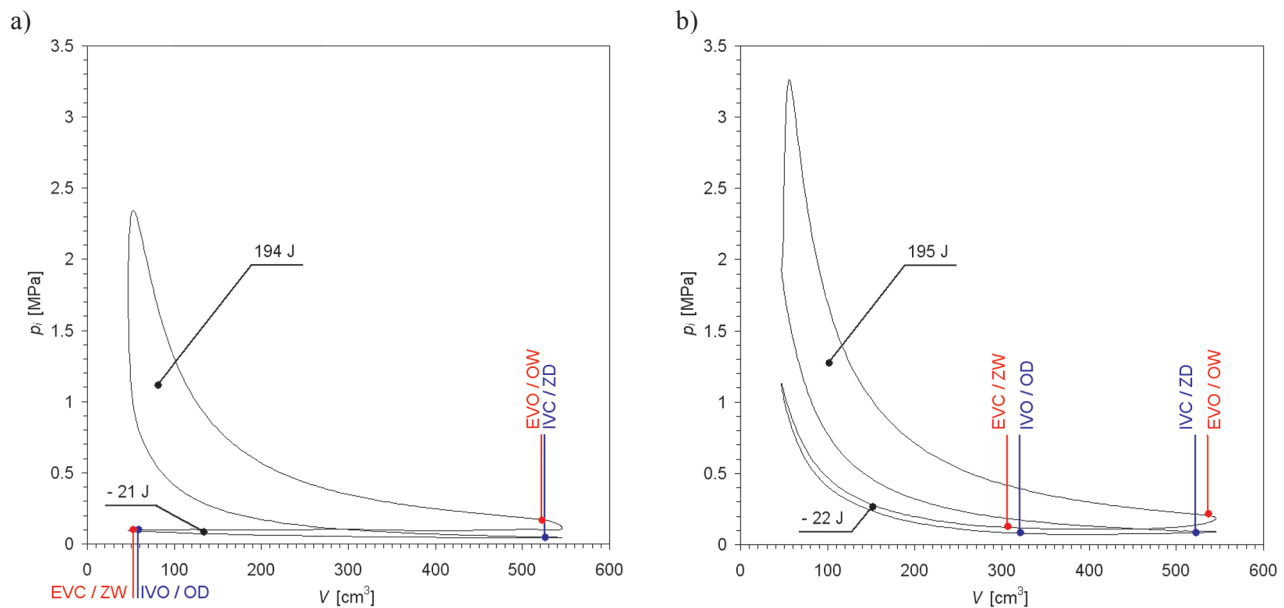 a)
3.5
3
2.5
2
1.5
1
0.5
0
p_i [MPa]
194 J
- 21 J
EVO / OW
IVC / ZD
0 100 200 300 400 500 600
EVC / ZW
IVO / OD
V [cm³]
b)
3.5
3
2.5
2
1.5
1
0.5
0
p_i [MPa]
195 J
- 22 J
EVC / ZW
IVO / OD
IVC / ZD
EVO / OW
0 100 200 300 400 500 600
V [cm³]